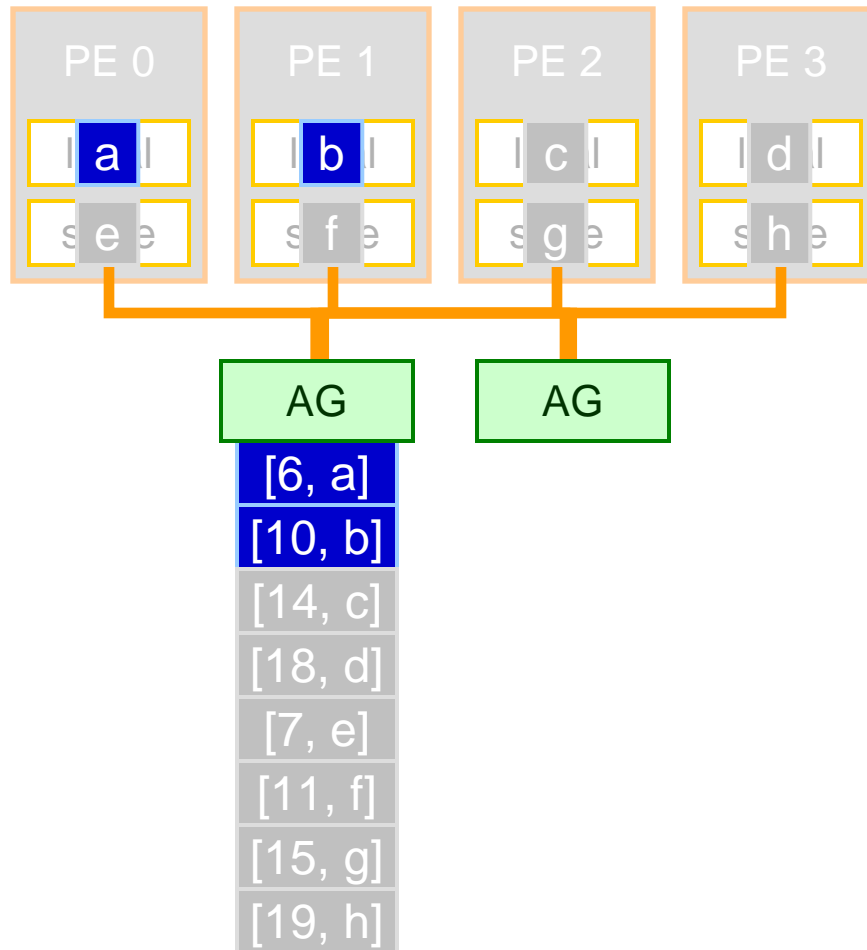 PE 0 PE 1 PE 2 PE 3
a b c d
e f g h
AG AG
[6, a]
[10, b]
[14, c]
[18, d]
[7, e]
[11, f]
[15, g]
[19, h]